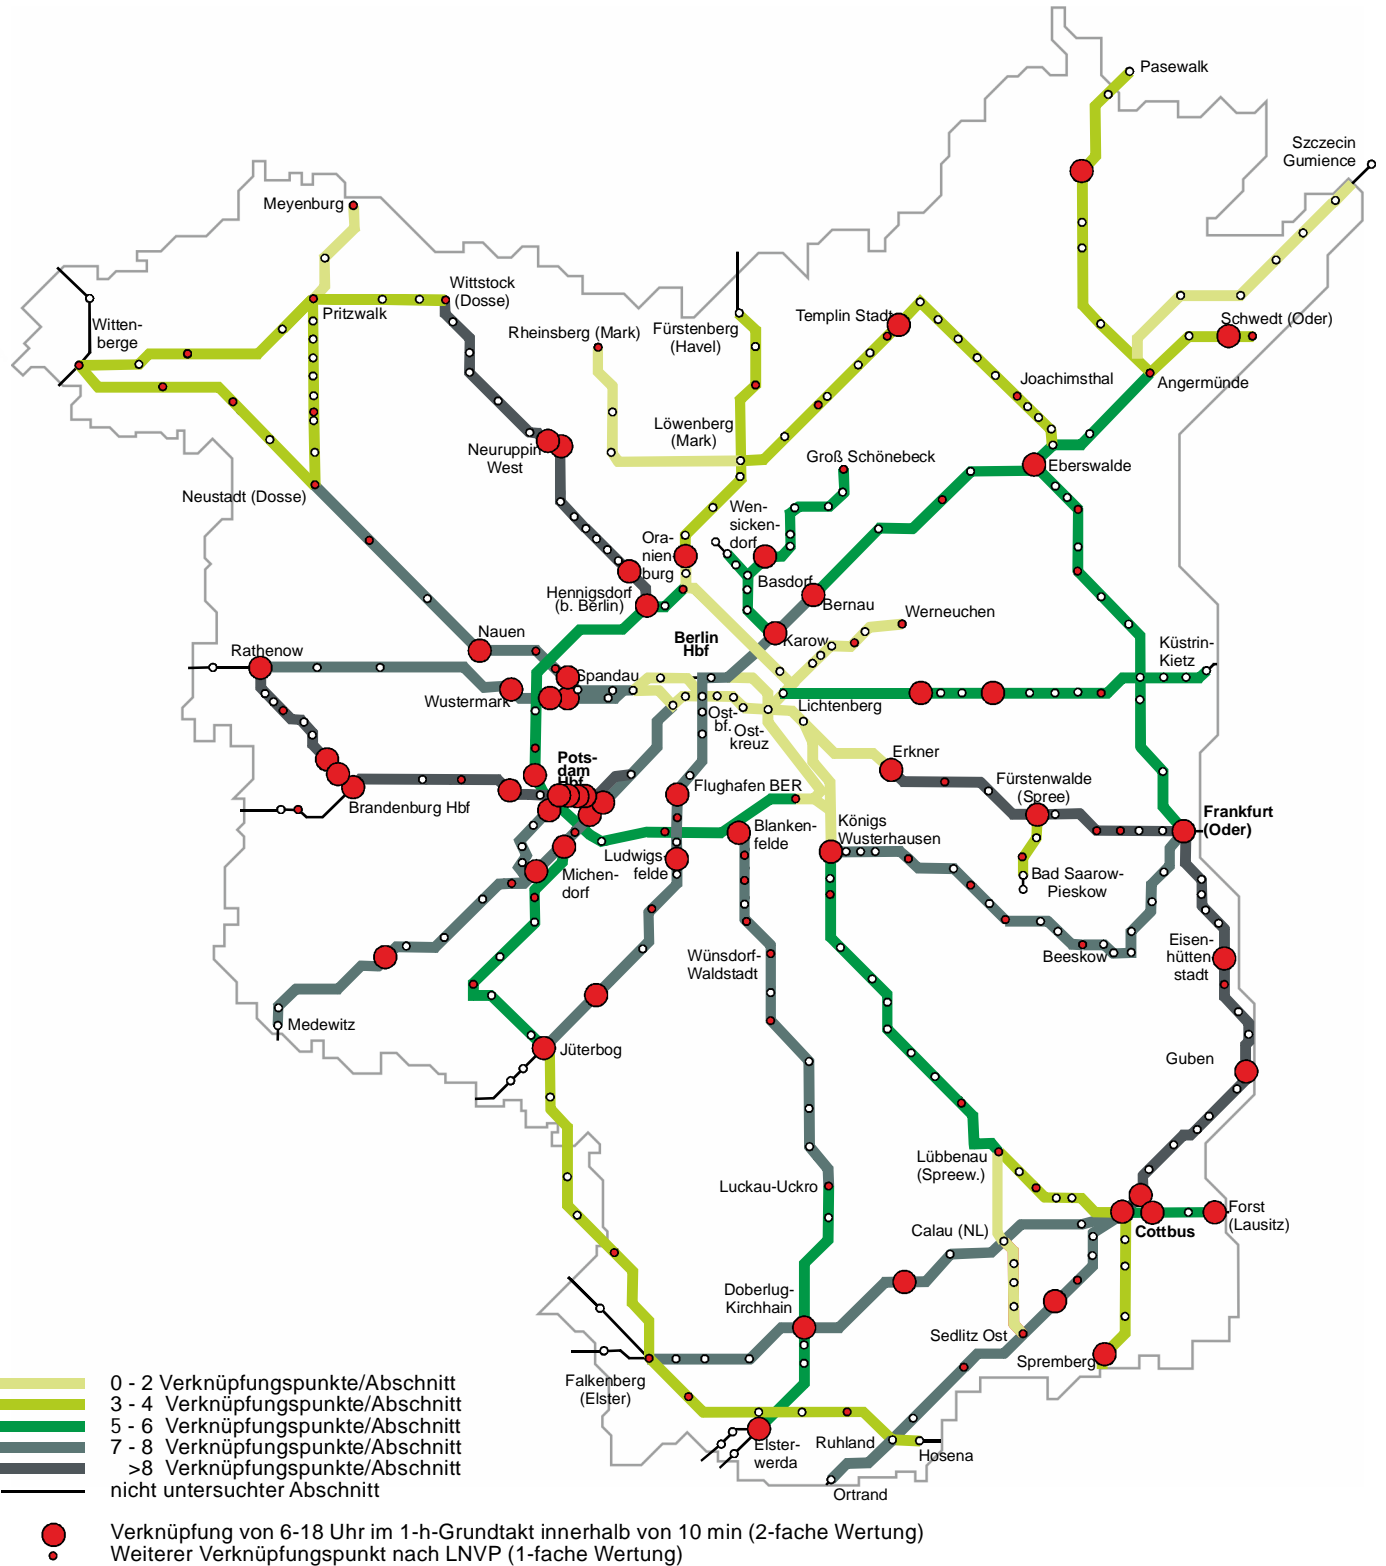 Pasewalk
Szczecin
Gumience
Meyenburg
Wittstock
(Dosse)
Pritzwalk
Witten-
berge
Rheinsberg (Mark)
Fürstenberg
(Havel)
Templin Stadt
Schwedt (Oder)
Joachimsthal
Angermünde
Löwenberg
(Mark)
Neuruppin
West
Groß Schönebeck
Eberswalde
Neustadt (Dosse)
Wen-
sicken-
dorf
Ora-
nien-
burg
Basdorf
Hennigsdorf
(b. Berlin)
Bernau
Werneuchen
Nauen
Berlin
Hbf
Karow
Küstrin-
Kietz
Rathenow
Spandau
Wustermark
Lichtenberg
Ost-
bf.
Ost-
kreuz
Erkner
Pots-
dam
Hbf
Flughafen BER
Fürstenwalde
(Spree)
Brandenburg Hbf
Frankfurt
(Oder)
Blanken-
felde
Königs
Wusterhausen
Ludwigs-
felde
Michen-
dorf
Bad Saarow-
Pieskow
Wünsdorf-
Waldstadt
Beeskow
Eisen-
hütten
stadt
Medewitz
Jüterbog
Guben
Lübbenau
(Spreew.)
Luckau-Uckro
Forst
(Lausitz)
Calau (NL)
Cottbus
Doberlug-
Kirchhain
Sedlitz Ost
Spremberg
Falkenberg
(Elster)
Elster-
werda
Ruhland
Hosena
Ortrand
0 - 2 Verknüpfungspunkte/Abschnitt
3 - 4 Verknüpfungspunkte/Abschnitt
5 - 6 Verknüpfungspunkte/Abschnitt
7 - 8 Verknüpfungspunkte/Abschnitt
>8 Verknüpfungspunkte/Abschnitt
nicht untersuchter Abschnitt
Verknüpfung von 6-18 Uhr im 1-h-Grundtakt innerhalb von 10 min (2-fache Wertung)
Weiterer Verknüpfungspunkt nach LNVP (1-fache Wertung)